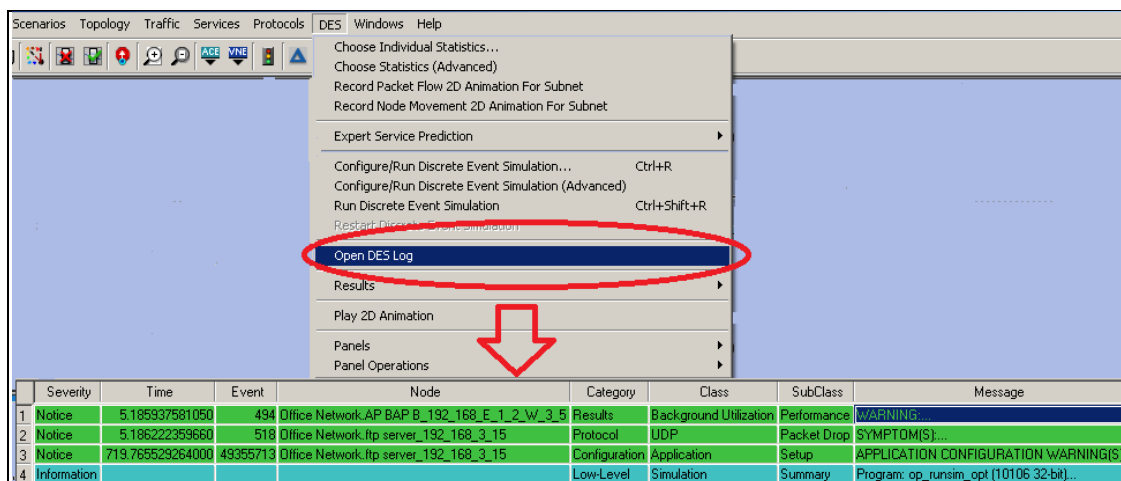 Scenarios Topology Traffic Services Protocols DES Windows Help
ACE VNE
Choose Individual Statistics...
Choose Statistics (Advanced)
Record Packet Flow 2D Animation For Subnet
Record Node Movement 2D Animation For Subnet
Expert Service Prediction
Configure/Run Discrete Event Simulation... Ctrl+R
Configure/Run Discrete Event Simulation (Advanced)
Run Discrete Event Simulation Ctrl+Shift+R
Restart Discrete Event Simulation
Open DES Log
Results
Play 2D Animation
Panels
Panel Operations
Severity Time Event Node Category Class SubClass Message
1 Notice 5.185937581050 494 Office Network.AP BAP B_192_168_E_1_2_W_3_5 Results Background Utilization Performance WARNING:...
2 Notice 5.186222359660 518 Office Network.ftp server_192_168_3_15 Protocol UDP Packet Drop SYMPTOM(S):...
3 Notice 719.765529264000 49355713 Office Network.ftp server_192_168_3_15 Configuration Application Setup APPLICATION CONFIGURATION WARNING(S
4 Information Low-Level Simulation Summary Program: op_runsim_opt (10106 32-bit)...